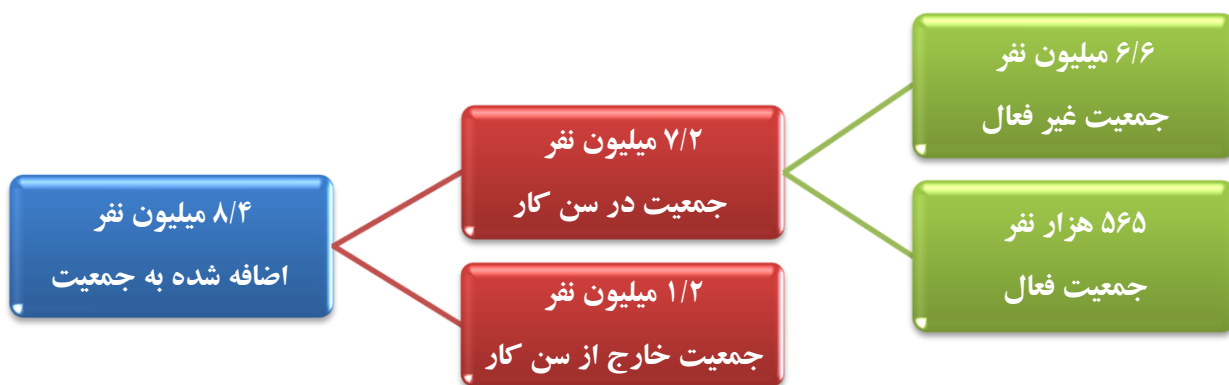 ۸/۴ میلیون نفر
اضافه شده به جمعیت
۷/۲ میلیون نفر
جمعیت در سن کار
۱/۲ میلیون نفر
جمعیت خارج از سن کار
۶/۶ میلیون نفر
جمعیت غیر فعال
۵۶۵ هزار نفر
جمعیت فعال